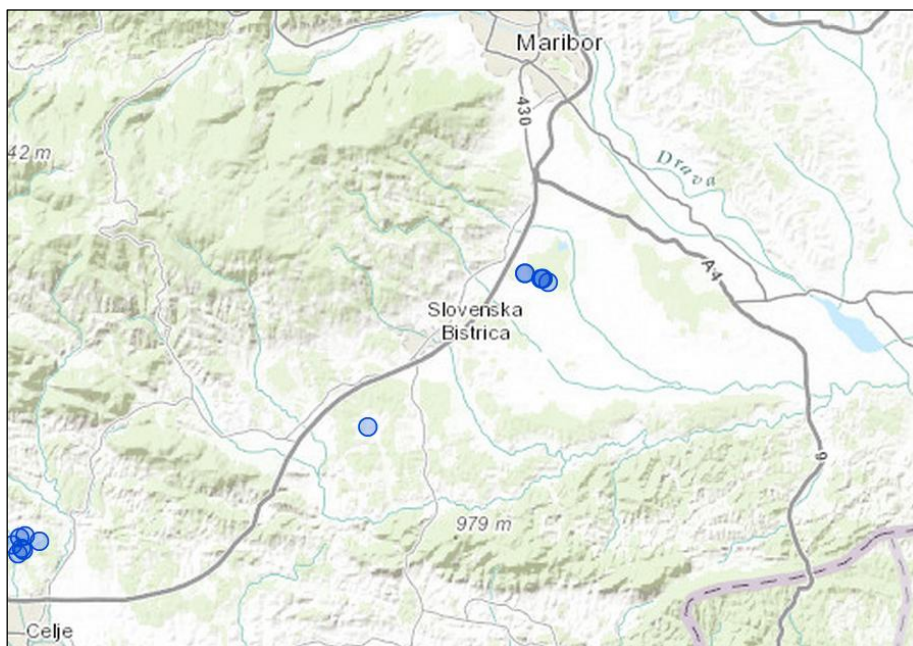 Maribor
430
42 m
Drava
A4
Slovenska
Bistrica
9
979 m
Celje